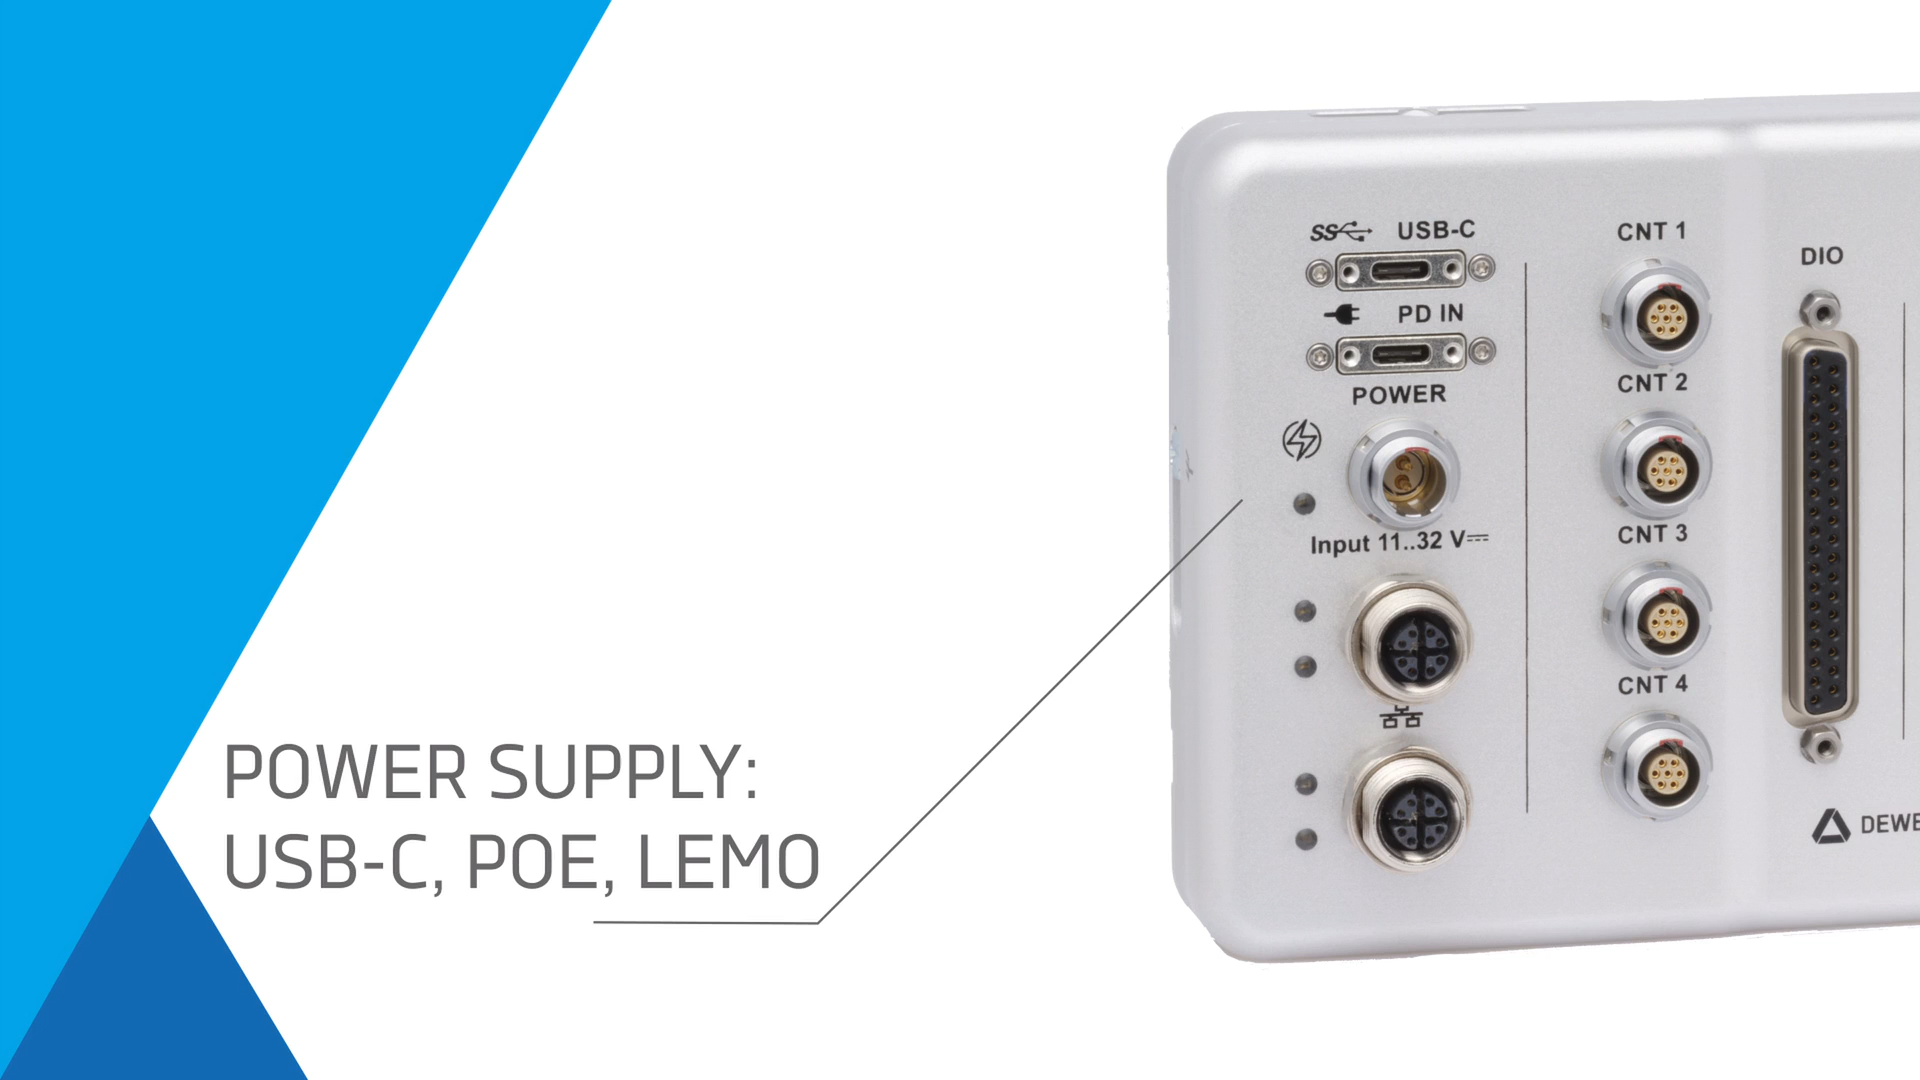 USB-C
PD IN
POWER
Input 11..32 V
CNT 1
CNT 2
CNT 3
CNT 4
DIO
DEWE
POWER SUPPLY:
USB-C, POE, LEMO